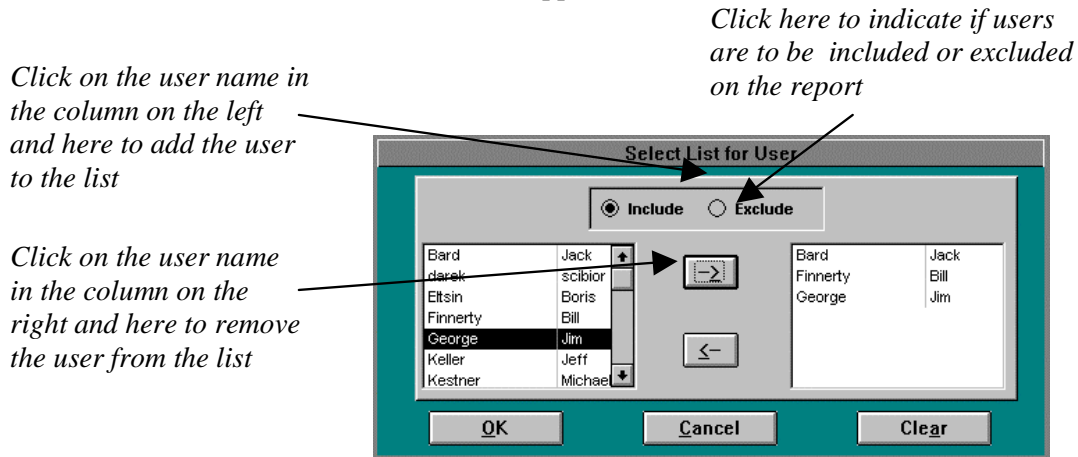 Click here to indicate if users
are to be included or excluded
on the report
Click on the user name in
the column on the left
and here to add the user
to the list
Click on the user name
in the column on the
right and here to remove
the user from the list
Select List for User
Include Exclude
Bard Jack
darek scibior
Eltsin Boris
Finnerty Bill
George Jim
Keller Jeff
Kestner Michael
->
<-
Bard Jack
Finnerty Bill
George Jim
OK Cancel Clear